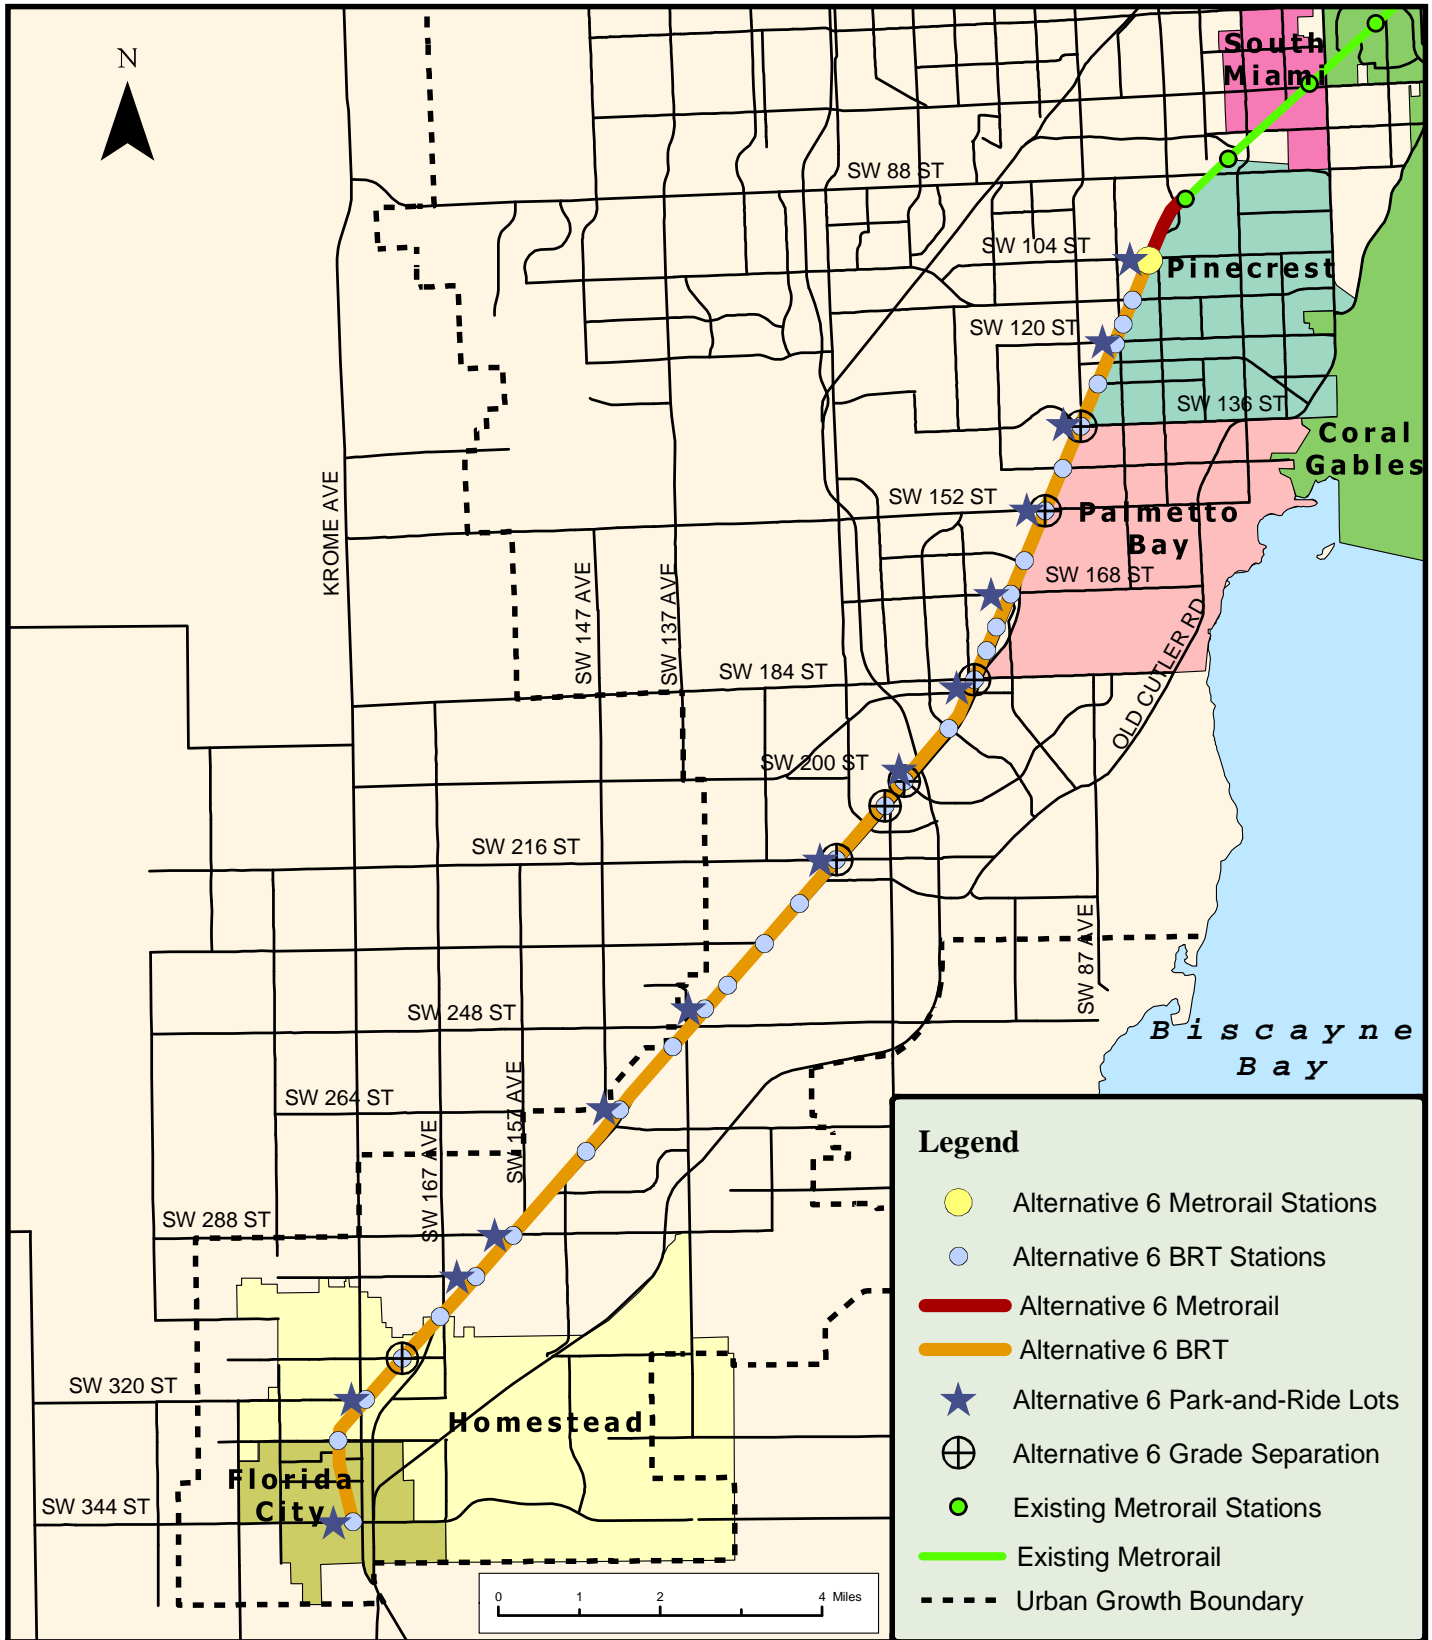 N
South
Miami
SW 88 ST
SW 104 ST
Pinecrest
SW 120 ST
SW 136 ST
Coral
Gables
KROME AVE
SW 152 ST
Palmetto
Bay
SW 147 AVE
SW 137 AVE
SW 168 ST
OLD CUTLER RD
SW 184 ST
SW 200 ST
SW 216 ST
SW 87 AVE
SW 248 ST
Biscayne
Bay
SW 264 ST
SW 157 AVE
SW 167 AVE
SW 288 ST
SW 320 ST
Homestead
Florida
City
SW 344 ST
0 1 2 4 Miles
Legend
Alternative 6 Metrorail Stations
Alternative 6 BRT Stations
Alternative 6 Metrorail
Alternative 6 BRT
Alternative 6 Park-and-Ride Lots
Alternative 6 Grade Separation
Existing Metrorail Stations
Existing Metrorail
Urban Growth Boundary